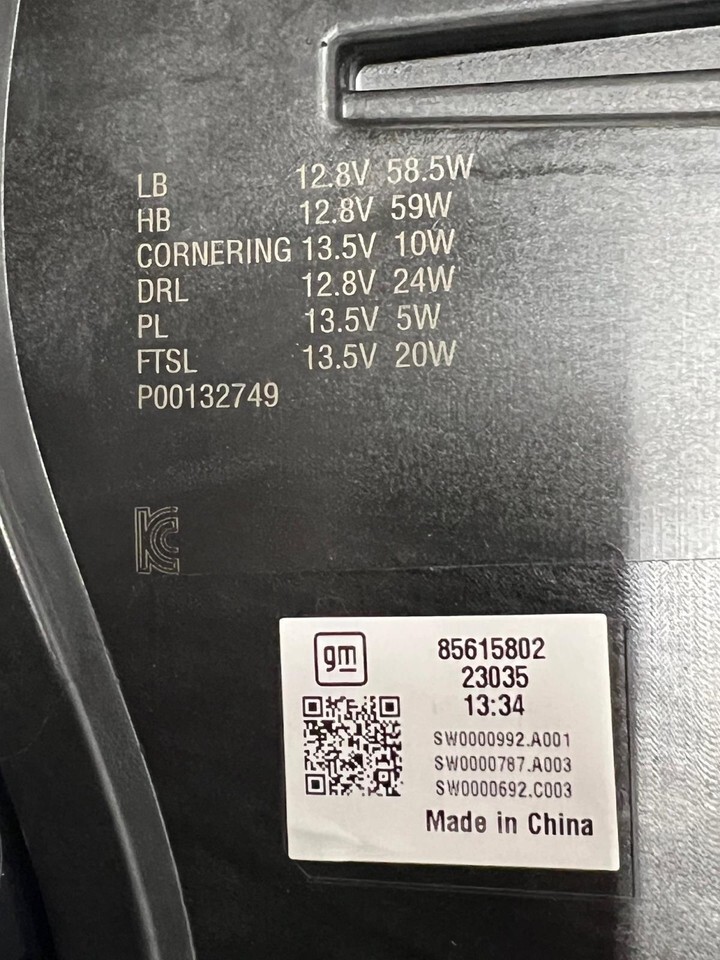 LB 12.8V 58.5W
HB 12.8V 59W
CORNERING 13.5V 10W
DRL 12.8V 24W
PL 13.5V 5W
FTSL 13.5V 20W
P00132749
KC
gm
85615802
23035
13:34
SW0000992.A001
SW0000787.A003
SW0000692.C003
Made in China